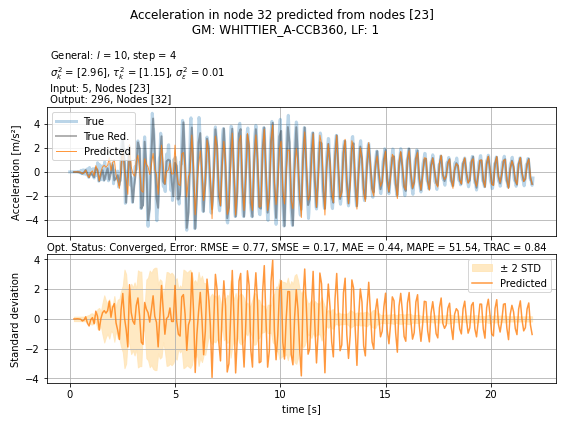 Acceleration in node 32 predicted from nodes [23]
GM: WHITTIER_A-CCB360, LF: 1
General: l = 10, step = 4
σ²ₖ = [2.96], τ²ₖ = [1.15], σ²ε = 0.01
Input: 5, Nodes [23]
Output: 296, Nodes [32]
Acceleration [m/s²]
4
2
0
−2
−4
True
True Red.
Predicted
Opt. Status: Converged, Error: RMSE = 0.77, SMSE = 0.17, MAE = 0.44, MAPE = 51.54, TRAC = 0.84
Standard deviation
4
2
0
−2
−4
± 2 STD
Predicted
0 5 10 15 20
time [s]